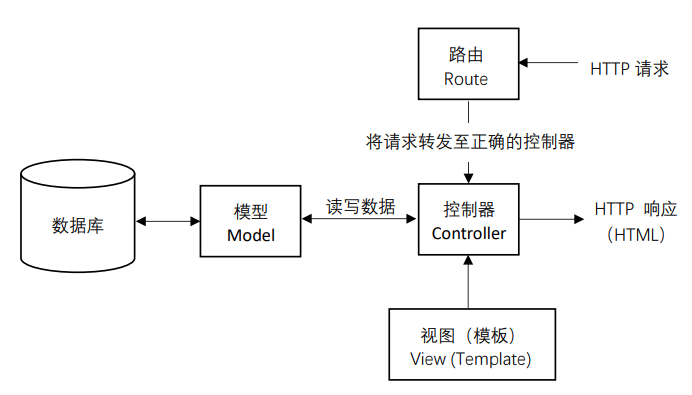 路由
Route
HTTP 请求
将请求转发至正确的控制器
数据库
模型
Model
读写数据
控制器
Controller
HTTP 响应
（HTML）
视图（模板）
View (Template)